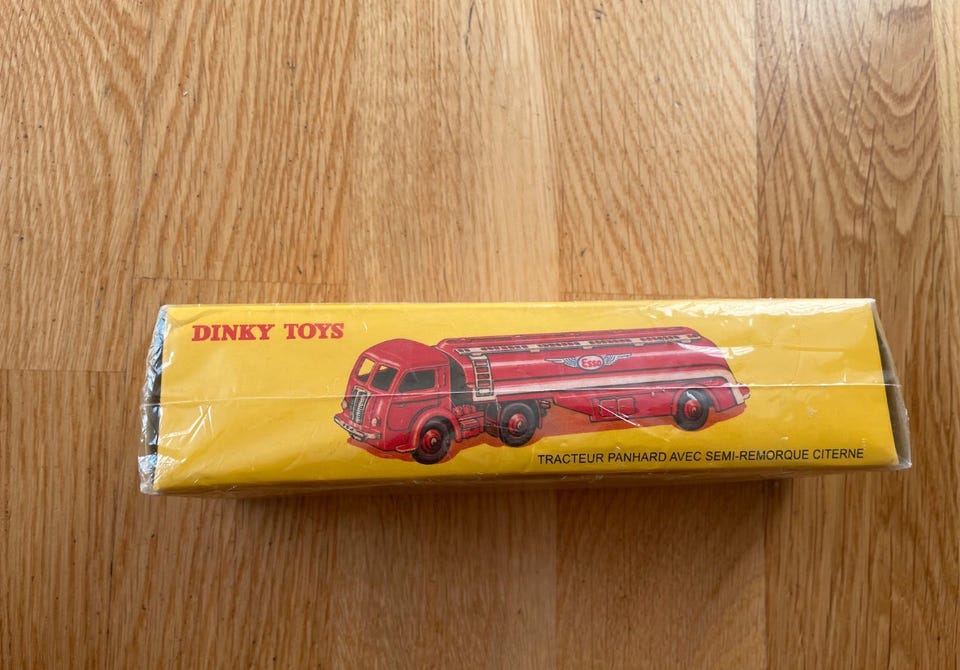 DINKY TOYS
Esso
TRACTEUR PANHARD AVEC SEMI-REMORQUE CITERNE